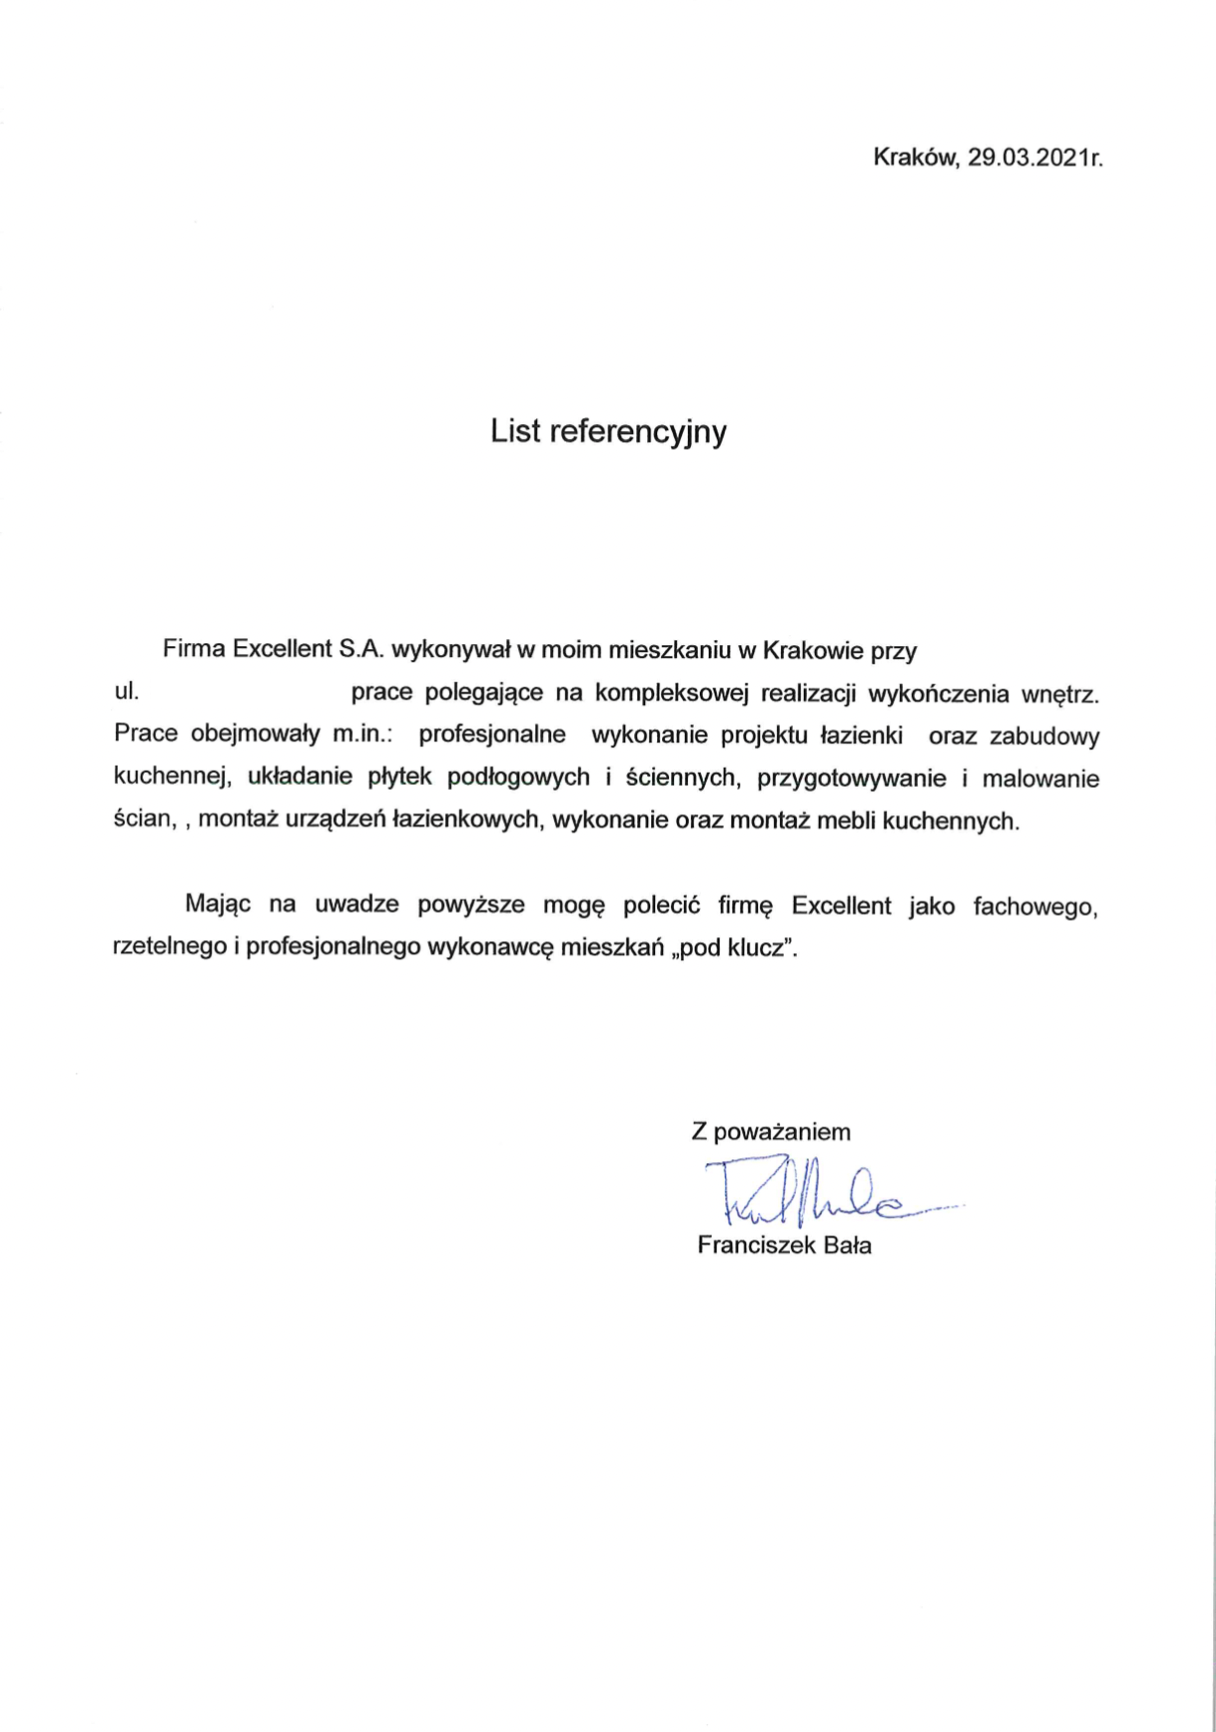 Kraków, 29.03.2021r.
List referencyjny
Firma Excellent S.A. wykonywał w moim mieszkaniu w Krakowie przy
ul. prace polegające na kompleksowej realizacji wykończenia wnętrz.
Prace obejmowały m.in.: profesjonalne wykonanie projektu łazienki oraz zabudowy
kuchennej, układanie płytek podłogowych i ściennych, przygotowywanie i malowanie
ścian, , montaż urządzeń łazienkowych, wykonanie oraz montaż mebli kuchennych.
Mając na uwadze powyższe mogę polecić firmę Excellent jako fachowego,
rzetelnego i profesjonalnego wykonawcę mieszkań „pod klucz”.
Z poważaniem
Franciszek Bała